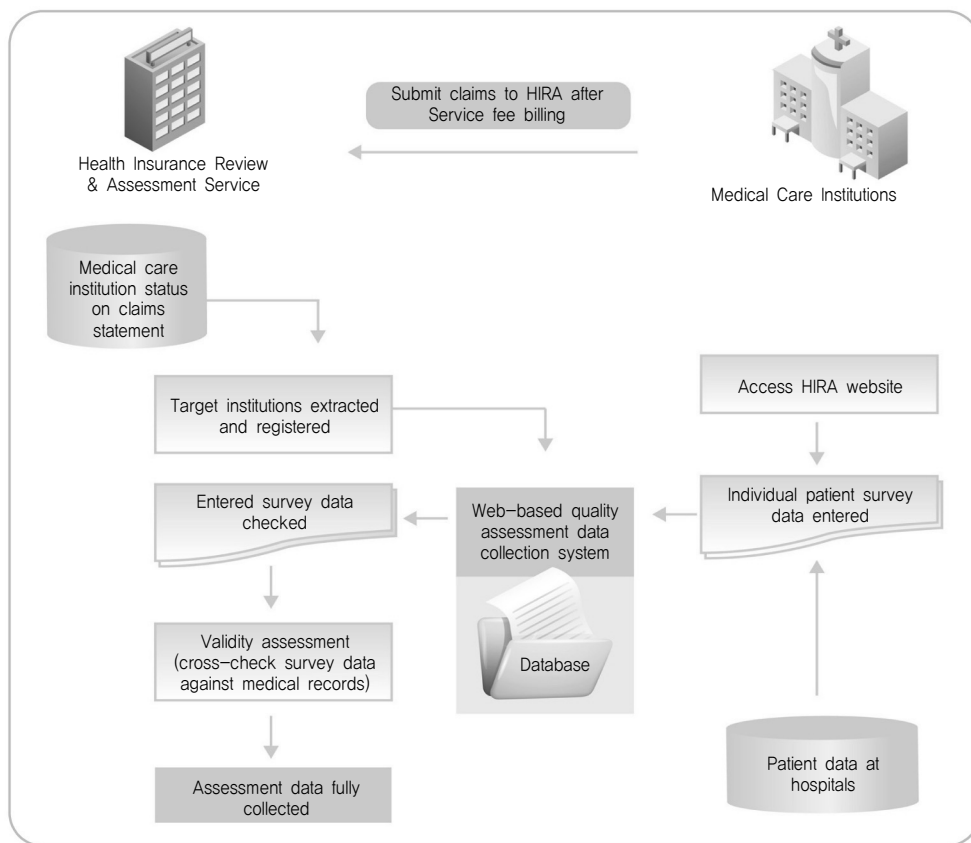 Submit claims to HIRA after
Service fee billing
Health Insurance Review
& Assessment Service
Medical Care Institutions
Medical care
institution status
on claims
statement
Target institutions extracted
and registered
Access HIRA website
Entered survey data
checked
Web-based quality
assessment data
collection system
Individual patient survey
data entered
Validity assessment
(cross-check survey data
against medical records)
Database
Assessment data fully
collected
Patient data at
hospitals